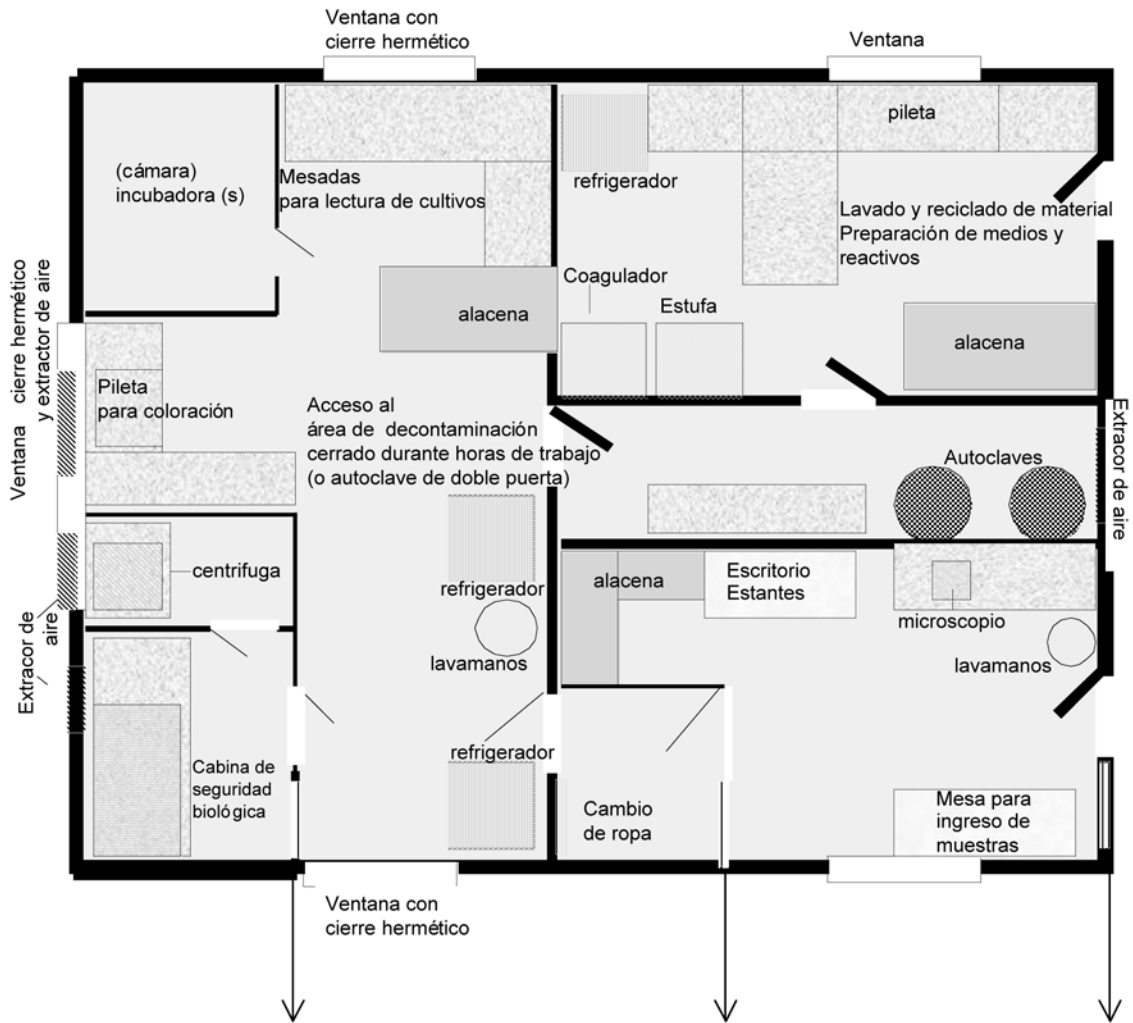 Ventana con
cierre hermético
Ventana
pileta
(cámara)
incubadora (s)
Mesadas
para lectura de cultivos
refrigerador
Lavado y reciclado de material
Preparación de medios y
reactivos
Coagulador
Estufa
alacena
alacena
Ventana cierre hermético
y extractor de aire
Pileta
para coloración
Acceso al
área de decontaminación
cerrado durante horas de trabajo
(o autoclave de doble puerta)
Autoclaves
Extracor de aire
centrifuga
refrigerador
alacena
Escritorio
Estantes
microscopio
Extracor de
aire
lavamanos
lavamanos
refrigerador
Cabina de
seguridad
biológica
Cambio
de ropa
Mesa para
ingreso de
muestras
Ventana con
cierre hermético